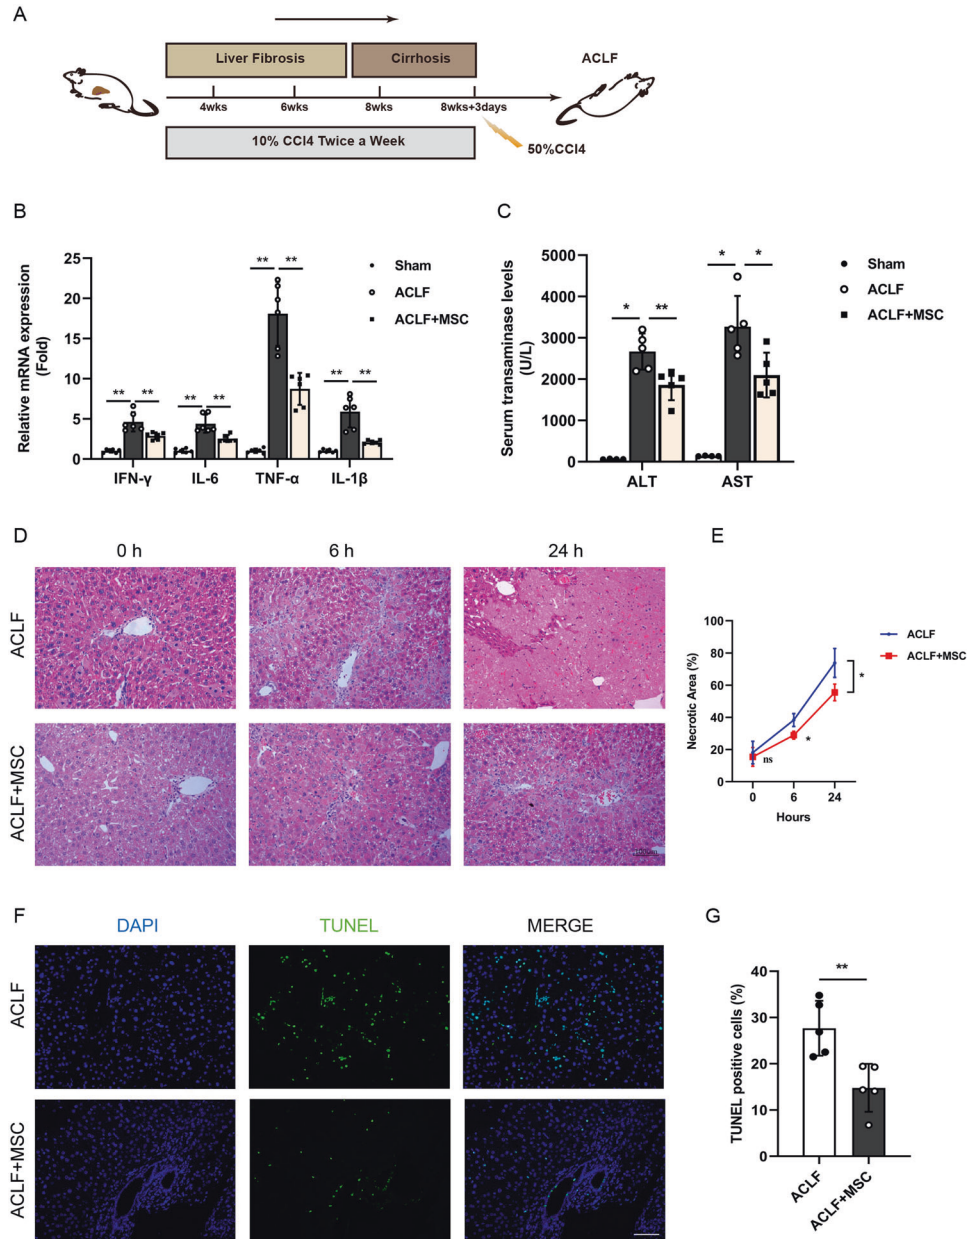 A
Liver Fibrosis
Cirrhosis
ACLF
4wks
6wks
8wks
8wks+3days
10% CCl4 Twice a Week
50%CCl4
B
Relative mRNA expression
(Fold)
25
20
15
10
5
0
** ** ** ** ** ** ** **
IFN-γ IL-6 TNF-α IL-1β
Sham
ACLF
ACLF+MSC
C
Serum transaminase levels
(U/L)
5000
4000
3000
2000
1000
0
* ** * *
ALT AST
Sham
ACLF
ACLF+MSC
D
0 h 6 h 24 h
ACLF
ACLF+MSC
E
Necrotic Area (%)
100
80
60
40
20
0
ns
*
*
0 6 24
Hours
ACLF
ACLF+MSC
F
DAPI TUNEL MERGE
ACLF
ACLF+MSC
G
TUNEL positive cells (%)
40
30
20
10
0
**
ACLF
ACLF+MSC